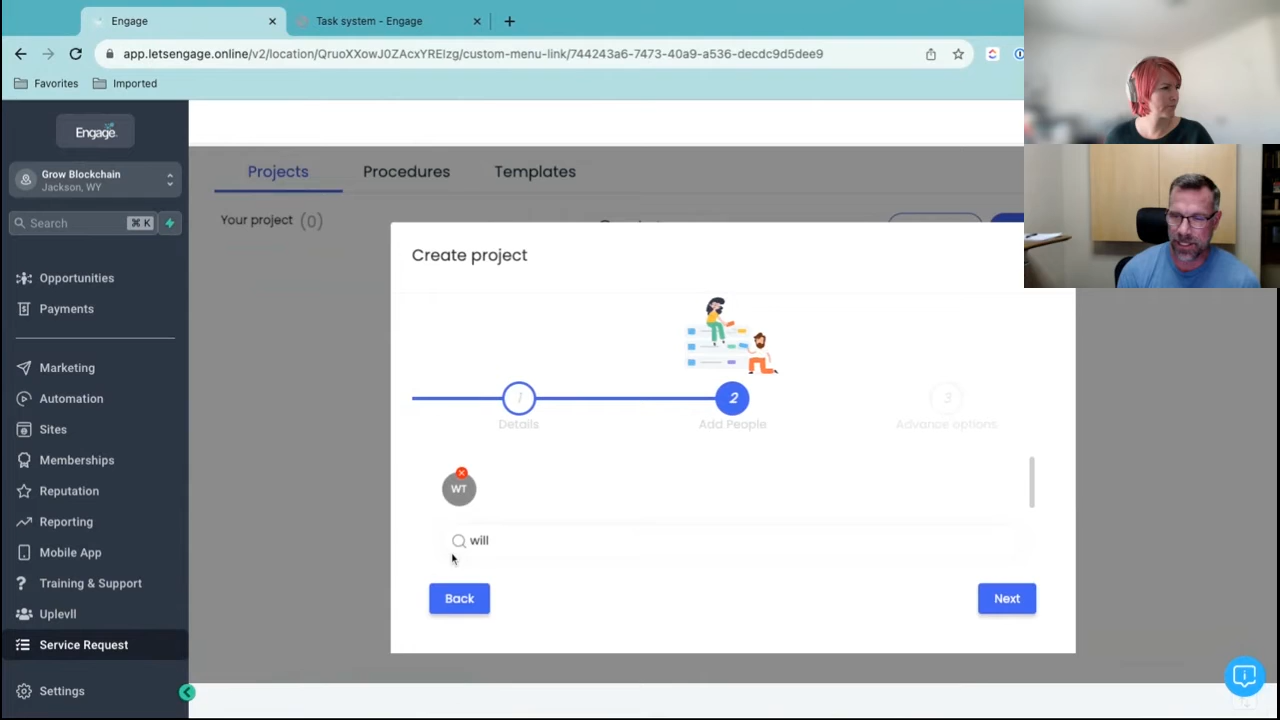 Engage
Task system - Engage
app.letsengage.online/v2/location/QruoXXowJ0ZAcxYREIzg/custom-menu-link/744243a6-7473-40a9-a536-decdc9d5dee9
Favorites
Imported
Engage
Grow Blockchain
Jackson, WY
Search
⌘ K
Opportunities
Payments
Marketing
Automation
Sites
Memberships
Reputation
Reporting
Mobile App
Training & Support
Uplevll
Service Request
Settings
Projects
Procedures
Templates
Your project (0)
Create project
1
2
3
Details
Add People
Advance options
WT
will
Back
Next